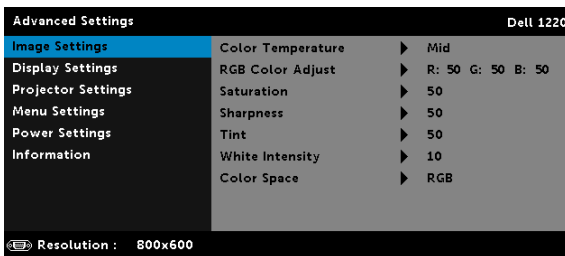 Advanced Settings Dell 1220
Image Settings Color Temperature Mid
Display Settings RGB Color Adjust R: 50 G: 50 B: 50
Projector Settings Saturation 50
Menu Settings Sharpness 50
Power Settings Tint 50
Information White Intensity 10
Color Space RGB
Resolution : 800x600